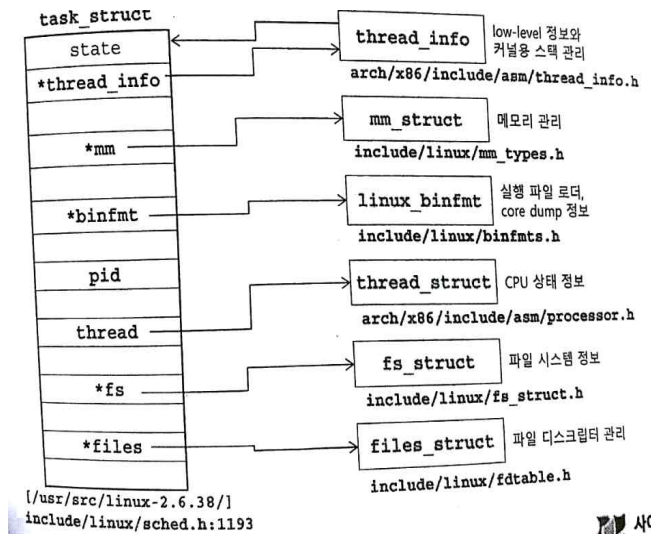 task_struct
state
*thread_info
*mm
*binfmt
pid
thread
*fs
*files
[/usr/src/linux-2.6.38/]
include/linux/sched.h:1193
thread_info
low-level 정보와
커널용 스택 관리
arch/x86/include/asm/thread_info.h
mm_struct
메모리 관리
include/linux/mm_types.h
linux_binfmt
실행 파일 로더,
core dump 정보
include/linux/binfmts.h
thread_struct
CPU 상태 정보
arch/x86/include/asm/processor.h
fs_struct
파일 시스템 정보
include/linux/fs_struct.h
files_struct
파일 디스크립터 관리
include/linux/fdtable.h